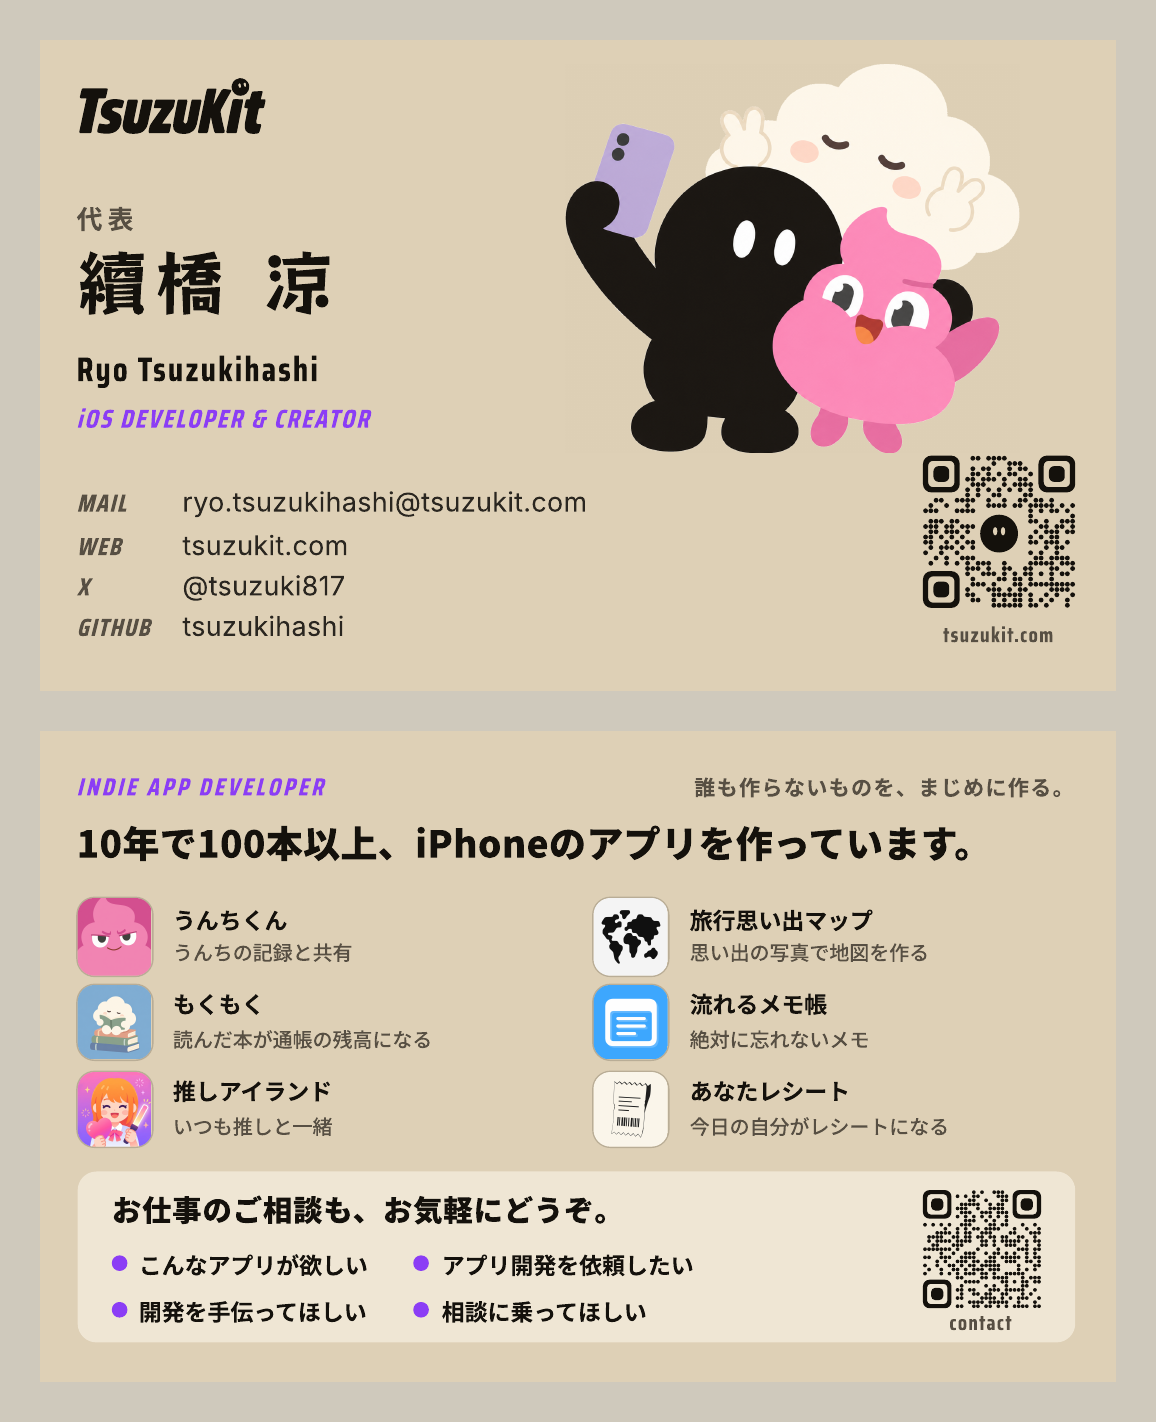 TsuzuKit
代表
續橋 涼
Ryo Tsuzukihashi
iOS DEVELOPER & CREATOR
MAIL ryo.tsuzukihashi@tsuzukit.com
WEB tsuzukit.com
X @tsuzuki817
GITHUB tsuzukihashi
tsuzukit.com
INDIE APP DEVELOPER
誰も作らないものを、まじめに作る。
10年で100本以上、iPhoneのアプリを作っています。
うんちくん
うんちの記録と共有
旅行思い出マップ
思い出の写真で地図を作る
もくもく
読んだ本が通帳の残高になる
流れるメモ帳
絶対に忘れないメモ
推しアイランド
いつも推しと一緒
あなたレシート
今日の自分がレシートになる
お仕事のご相談も、お気軽にどうぞ。
こんなアプリが欲しい
アプリ開発を依頼したい
開発を手伝ってほしい
相談に乗ってほしい
contact